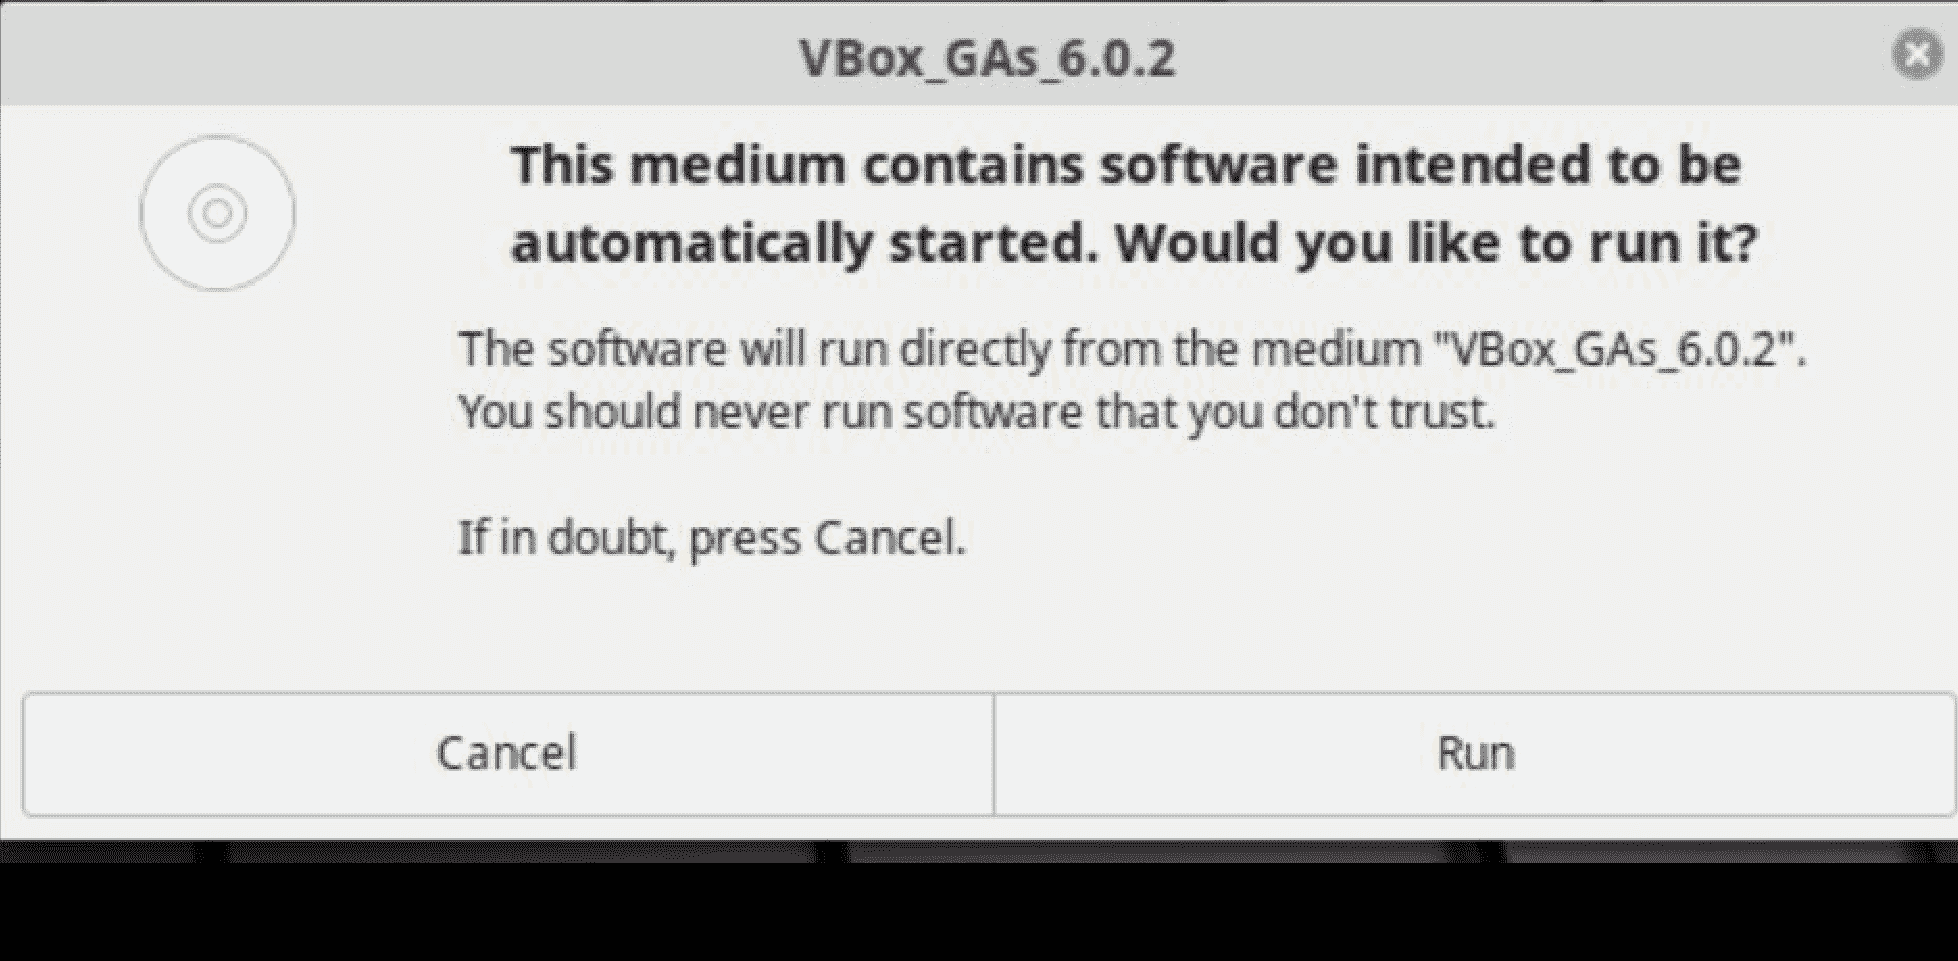 VBox_GAs_6.0.2
This medium contains software intended to be
automatically started. Would you like to run it?
The software will run directly from the medium "VBox_GAs_6.0.2".
You should never run software that you don't trust.
If in doubt, press Cancel.
Cancel
Run